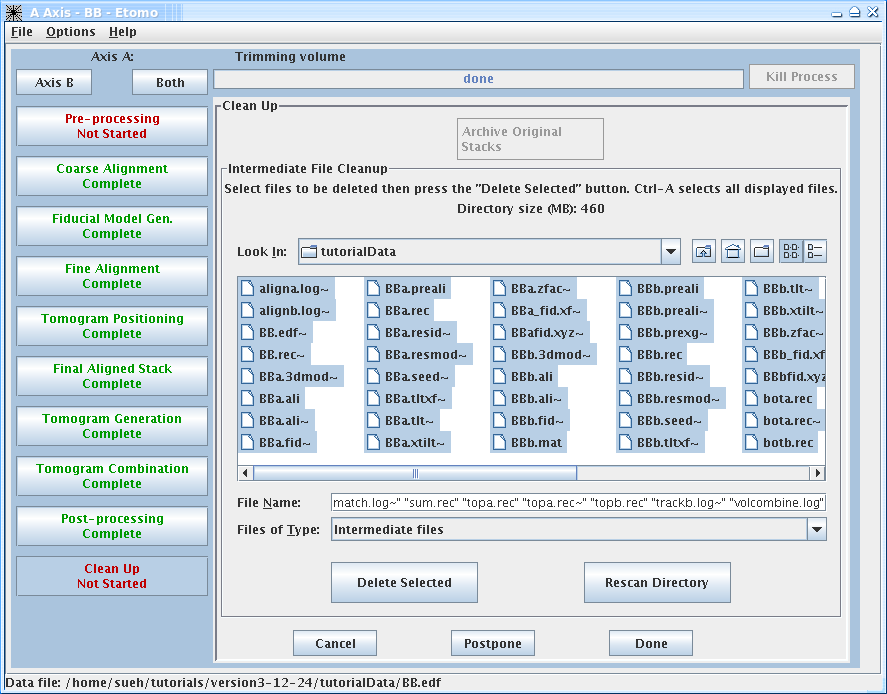 A Axis - BB - Etomo
File Options Help
Axis A: Trimming volume
Axis B Both done Kill Process
Clean Up
Pre-processing
Not Started
Coarse Alignment
Complete
Fiducial Model Gen.
Complete
Fine Alignment
Complete
Tomogram Positioning
Complete
Final Aligned Stack
Complete
Tomogram Generation
Complete
Tomogram Combination
Complete
Post-processing
Complete
Clean Up
Not Started
Archive Original
Stacks
Intermediate File Cleanup
Select files to be deleted then press the "Delete Selected" button. Ctrl-A selects all displayed files.
Directory size (MB): 460
Look In: tutorialData
aligna.log~ BBa.preali BBa.zfac~ BBb.preali BBb.tlt~
alignb.log~ BBa.rec BBa_fid.xf~ BBb.preali~ BBb.xtilt~
BB.edf~ BBa.resid~ BBafid.xyz~ BBb.prexg~ BBb.zfac~
BB.rec~ BBa.resmod~ BBb.3dmod~ BBb.rec BBb_fid.xf
BBa.3dmod~ BBa.seed~ BBb.ali BBb.resid~ BBbfid.xyz
BBa.ali BBa.tltxf~ BBb.ali~ BBb.resmod~ bota.rec
BBa.ali~ BBa.tlt~ BBb.fid~ BBb.seed~ bota.rec~
BBa.fid~ BBa.xtilt~ BBb.mat BBb.tltxf~ botb.rec
File Name: match.log~" "sum.rec" "topa.rec" "topa.rec~" "topb.rec" "trackb.log~" "volcombine.log"
Files of Type: Intermediate files
Delete Selected Rescan Directory
Cancel Postpone Done
Data file: /home/sueh/tutorials/version3-12-24/tutorialData/BB.edf